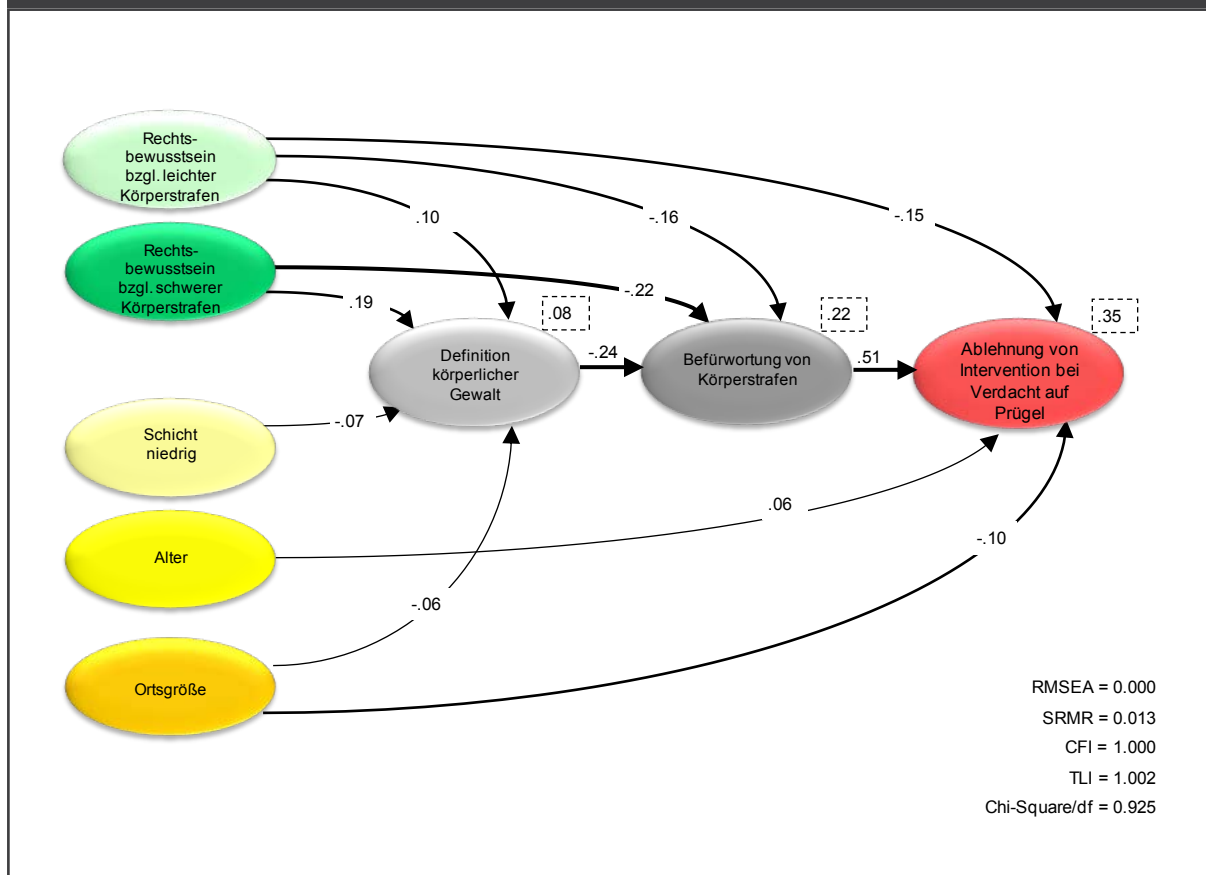 Rechts-
bewusstsein
bzgl. leichter
Körperstrafen
.10
-.16
-.15
Rechts-
bewusstsein
bzgl. schwerer
Körperstrafen
.19
-.22
.08
.22
.35
Definition
körperlicher
Gewalt
-.24
Befürwortung von
Körperstrafen
.51
Ablehnung von
Intervention bei
Verdacht auf
Prügel
Schicht
niedrig
-.07
Alter
.06
-.10
-.06
Ortsgröße
RMSEA = 0.000
SRMR = 0.013
CFI = 1.000
TLI = 1.002
Chi-Square/df = 0.925